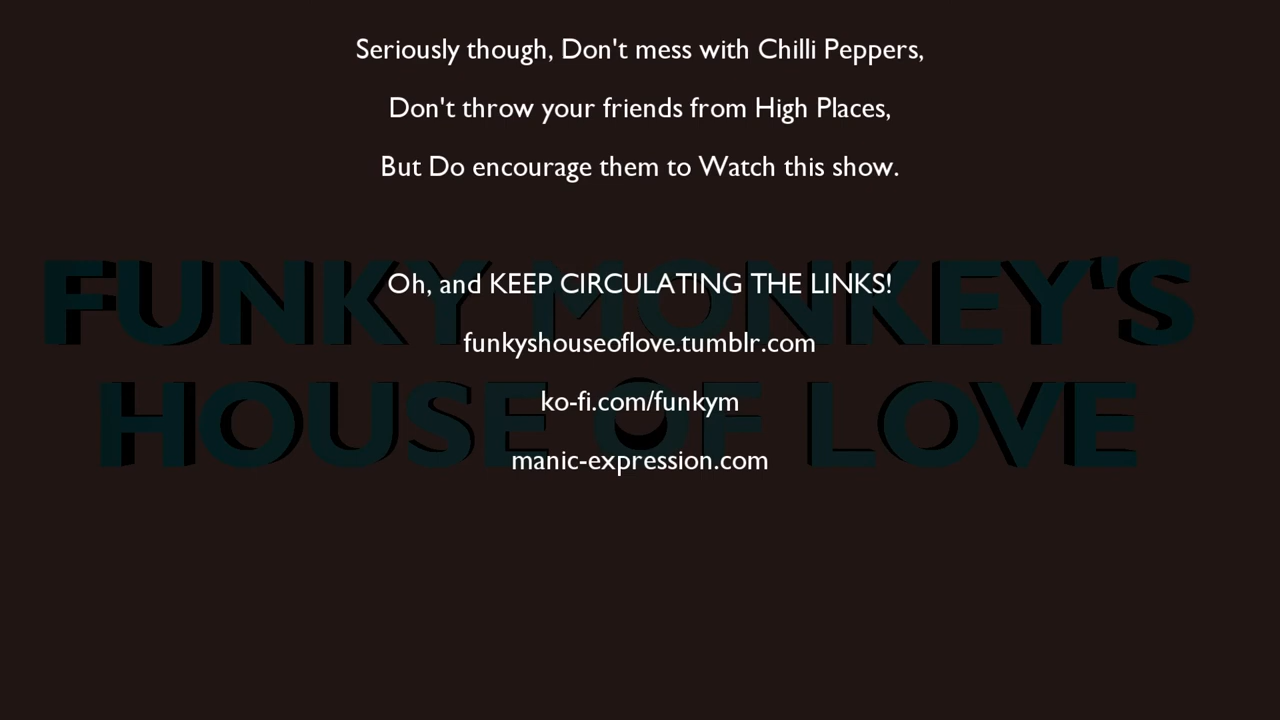 Seriously though, Don't mess with Chilli Peppers,
Don't throw your friends from High Places,
But Do encourage them to Watch this show.
Oh, and KEEP CIRCULATING THE LINKS!
funkyshouseoflove.tumblr.com
ko-fi.com/funkym
manic-expression.com
FUNKY MONKEY'S
HOUSE OF LOVE